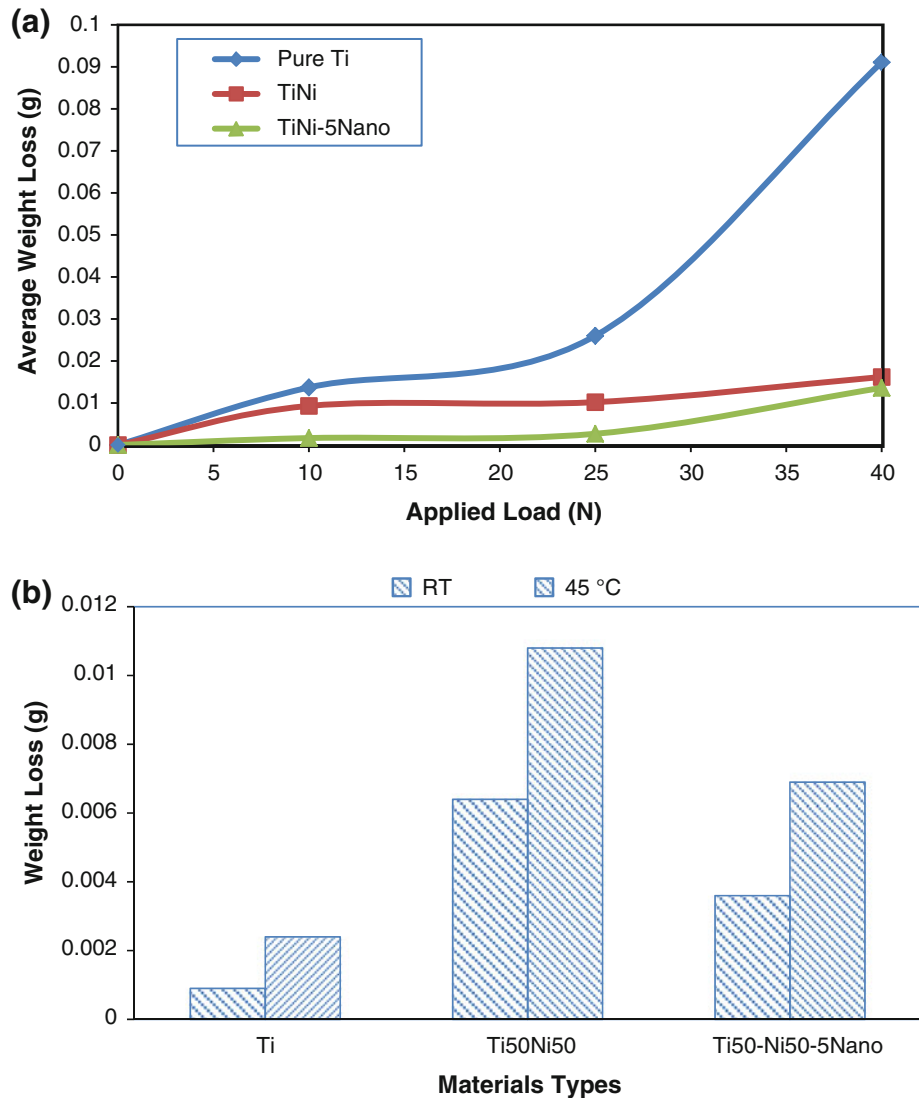 (a)
0.1
0.09
0.08
0.07
0.06
0.05
0.04
0.03
0.02
0.01
0
Average Weight Loss (g)
Pure Ti
TiNi
TiNi-5Nano
0 5 10 15 20 25 30 35 40
Applied Load (N)
(b)
RT 45 °C
0.012
0.01
0.008
0.006
0.004
0.002
0
Weight Loss (g)
Ti Ti50Ni50 Ti50-Ni50-5Nano
Materials Types